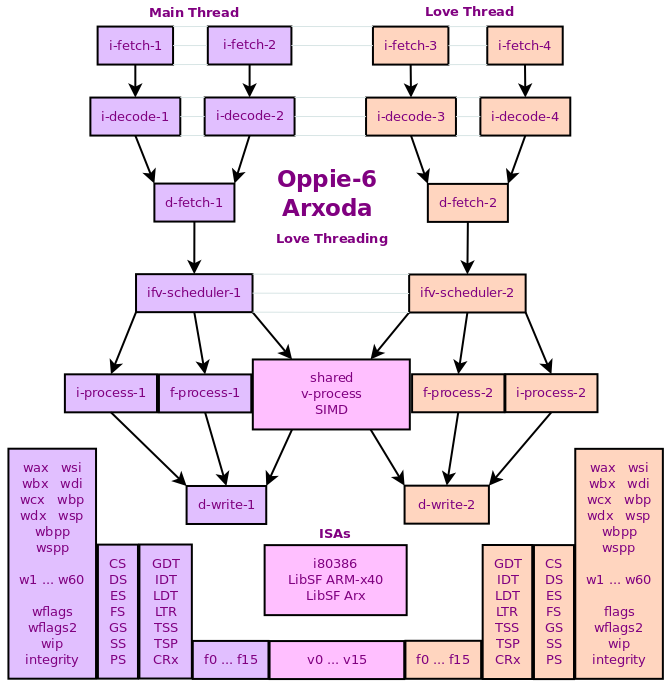 Main Thread
Love Thread
i-fetch-1
i-fetch-2
i-fetch-3
i-fetch-4
i-decode-1
i-decode-2
i-decode-3
i-decode-4
Oppie-6
Arxoda
Love Threading
d-fetch-1
d-fetch-2
ifv-scheduler-1
ifv-scheduler-2
i-process-1
f-process-1
shared
v-process
SIMD
f-process-2
i-process-2
d-write-1
d-write-2
wax wsi
wbx wdi
wcx wbp
wdx wsp
wbpp
wspp
w1 ... w60
wflags
wflags2
wip
integrity
CS
DS
ES
FS
GS
SS
PS
GDT
IDT
LDT
LTR
TSS
TSP
CRx
f0 ... f15
ISAs
i80386
LibSF ARM-x40
LibSF Arx
v0 ... v15
f0 ... f15
GDT
IDT
LDT
LTR
TSS
TSP
CRx
CS
DS
ES
FS
GS
SS
PS
wax wsi
wbx wdi
wcx wbp
wdx wsp
wbpp
wspp
w1 ... w60
flags
wflags2
wip
integrity